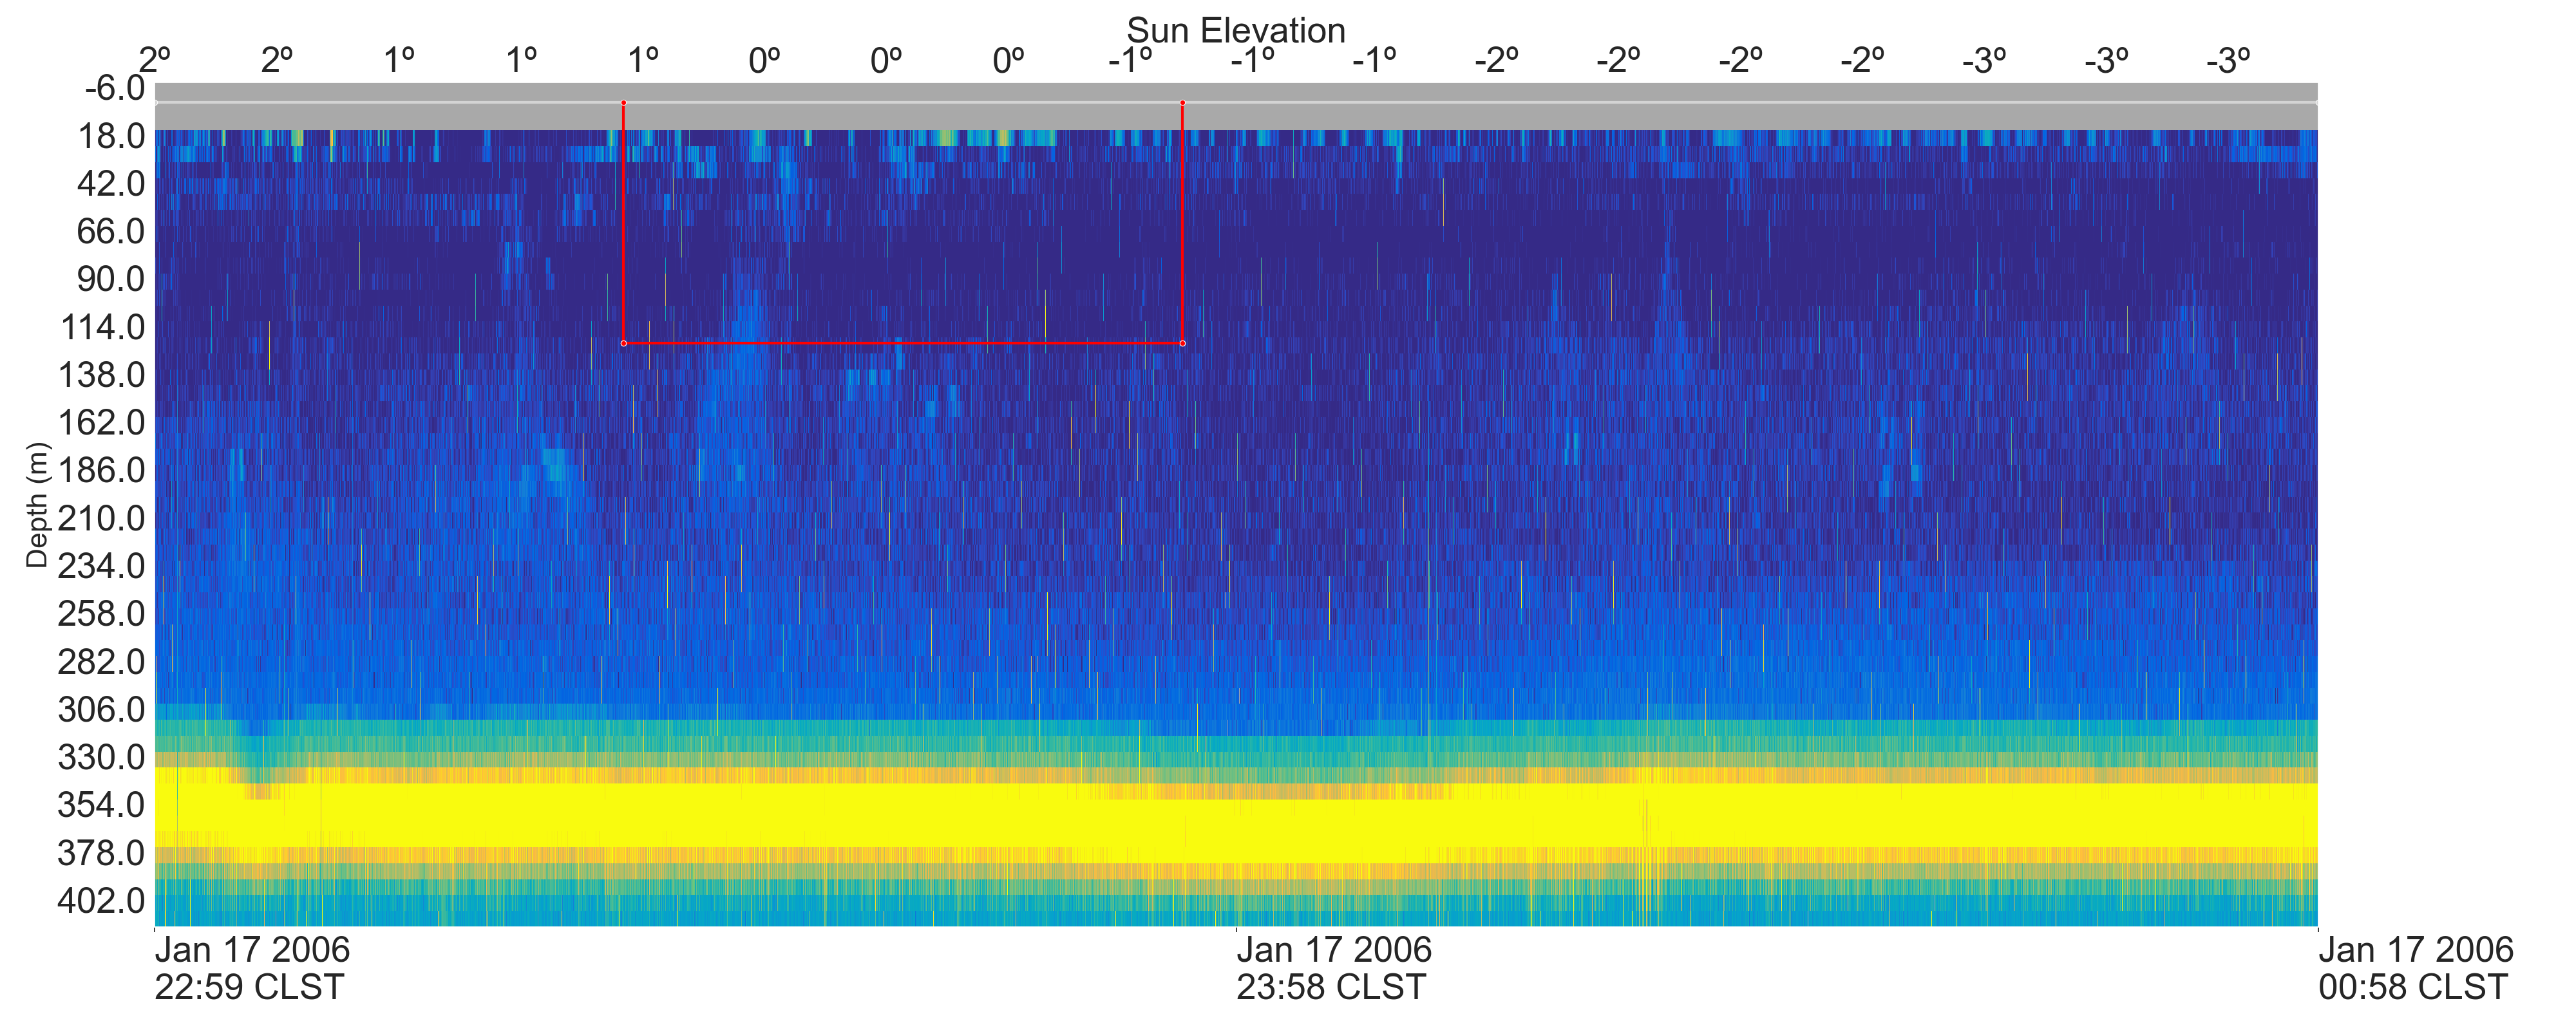 Sun Elevation
2º 2º 1º 1º 1º 0º 0º 0º -1º -1º -1º -2º -2º -2º -2º -3º -3º -3º
-6.0
18.0
42.0
66.0
90.0
114.0
138.0
162.0
186.0
210.0
234.0
258.0
282.0
306.0
330.0
354.0
378.0
402.0
Depth (m)
Jan 17 2006
22:59 CLST
Jan 17 2006
23:58 CLST
Jan 17 2006
00:58 CLST